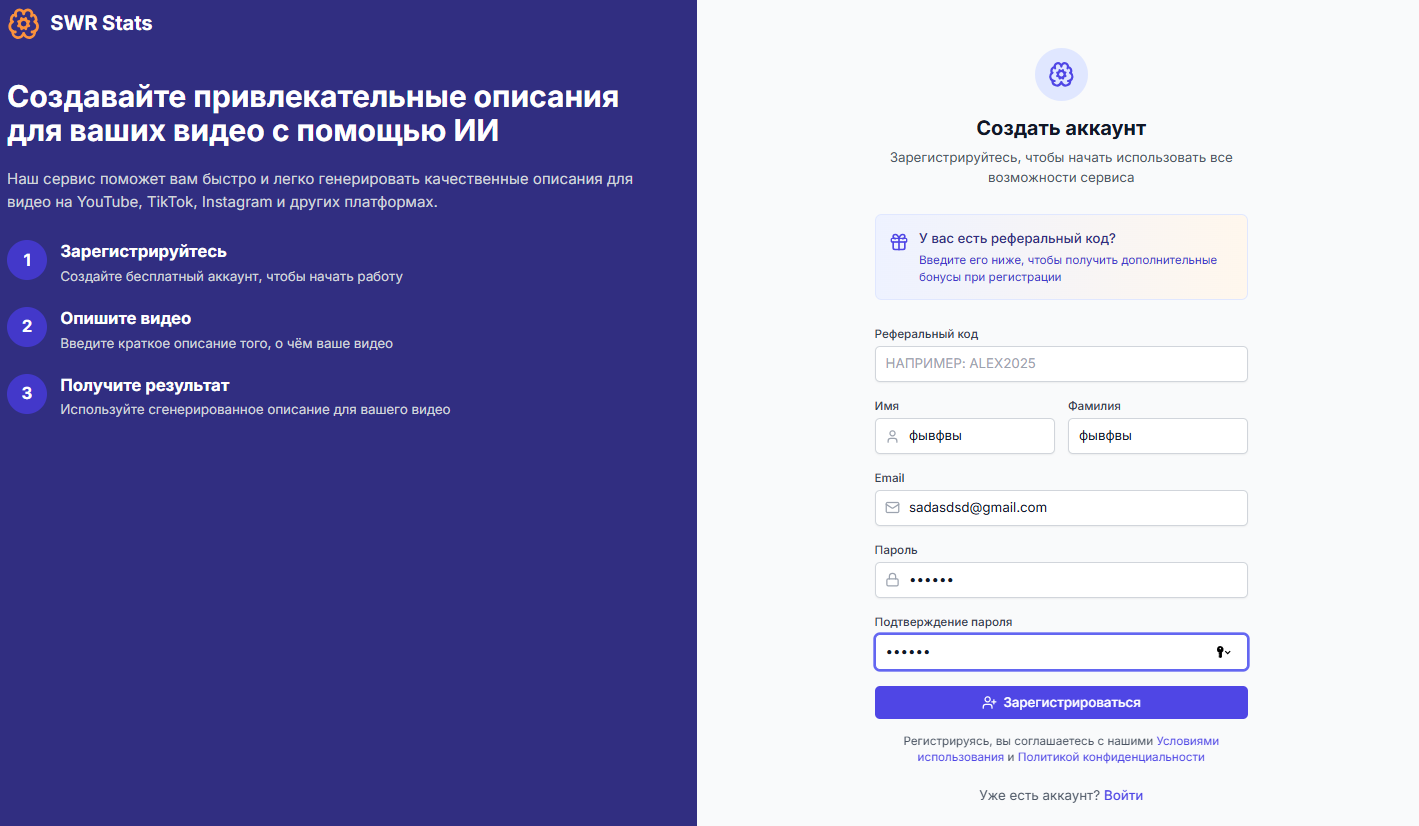 SWR Stats
Создавайте привлекательные описания
для ваших видео с помощью ИИ
Наш сервис поможет вам быстро и легко генерировать качественные описания для
видео на YouTube, TikTok, Instagram и других платформах.
1
Зарегистрируйтесь
Создайте бесплатный аккаунт, чтобы начать работу
2
Опишите видео
Введите краткое описание того, о чём ваше видео
3
Получите результат
Используйте сгенерированное описание для вашего видео
Создать аккаунт
Зарегистрируйтесь, чтобы начать использовать все
возможности сервиса
У вас есть реферальный код?
Введите его ниже, чтобы получить дополнительные
бонусы при регистрации
Реферальный код
НАПРИМЕР: ALEX2025
Имя
Фамилия
фывфвы
фывфвы
Email
sadasdsd@gmail.com
Пароль
••••••
Подтверждение пароля
••••••
Зарегистрироваться
Регистрируясь, вы соглашаетесь с нашими Условиями
использования и Политикой конфиденциальности
Уже есть аккаунт? Войти